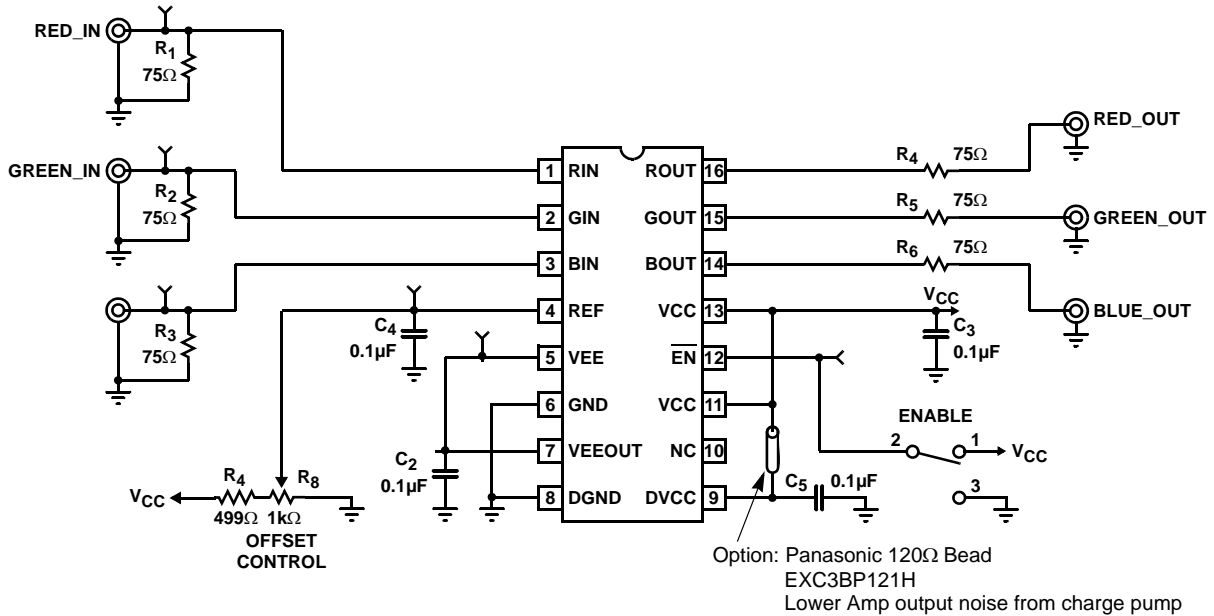 RED_IN
R1
75Ω
GREEN_IN
R2
75Ω
R3
75Ω
1 RIN
2 GIN
3 BIN
4 REF
5 VEE
6 GND
7 VEEOUT
8 DGND
ROUT 16
GOUT 15
BOUT 14
VCC 13
EN 12
VCC 11
NC 10
DVCC 9
C4
0.1µF
C2
0.1µF
VCC
R4
499Ω
R8
1kΩ
OFFSET
CONTROL
R4 75Ω
RED_OUT
R5 75Ω
GREEN_OUT
R6 75Ω
BLUE_OUT
VCC
C3
0.1µF
ENABLE
2 1
VCC
3
C5 0.1µF
Option: Panasonic 120Ω Bead
EXC3BP121H
Lower Amp output noise from charge pump